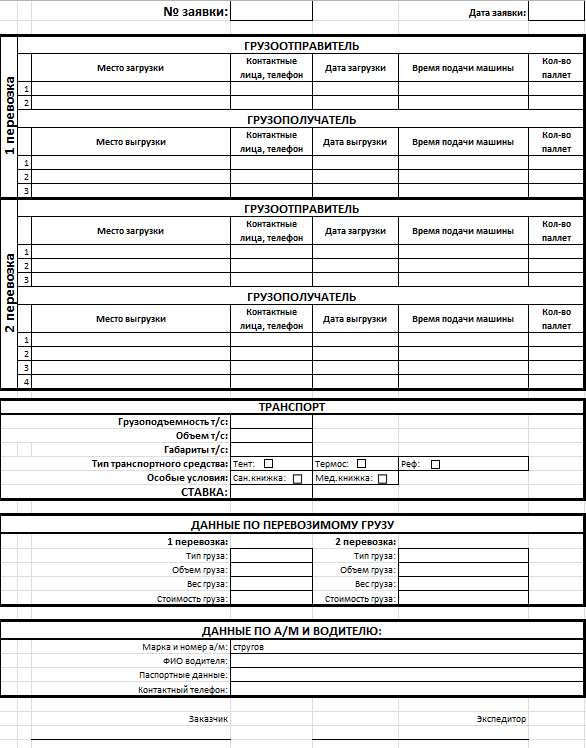 № заявки: Дата заявки:
1 перевозка
ГРУЗООТПРАВИТЕЛЬ
Место загрузки Контактные лица, телефон Дата загрузки Время подачи машины Кол-во паллет
1
2
ГРУЗОПОЛУЧАТЕЛЬ
Место выгрузки Контактные лица, телефон Дата выгрузки Время подачи машины Кол-во паллет
1
2
3
2 перевозка
ГРУЗООТПРАВИТЕЛЬ
Место загрузки Контактные лица, телефон Дата загрузки Время подачи машины Кол-во паллет
1
2
3
ГРУЗОПОЛУЧАТЕЛЬ
Место выгрузки Контактные лица, телефон Дата выгрузки Время подачи машины Кол-во паллет
1
2
3
4
ТРАНСПОРТ
Грузоподъемность т/с:
Объем т/с:
Габариты т/с:
Тип транспортного средства: Тент: Термос: Реф:
Особые условия: Сан.книжка: Мед.книжка:
СТАВКА:
ДАННЫЕ ПО ПЕРЕВОЗИМОМУ ГРУЗУ
1 перевозка: 2 перевозка:
Тип груза: Тип груза:
Объем груза: Объем груза:
Вес груза: Вес груза:
Стоимость груза: Стоимость груза:
ДАННЫЕ ПО А/М И ВОДИТЕЛЮ:
Марка и номер а/м: стругов
ФИО водителя:
Паспортные данные:
Контактный телефон:
Заказчик Экспедитор